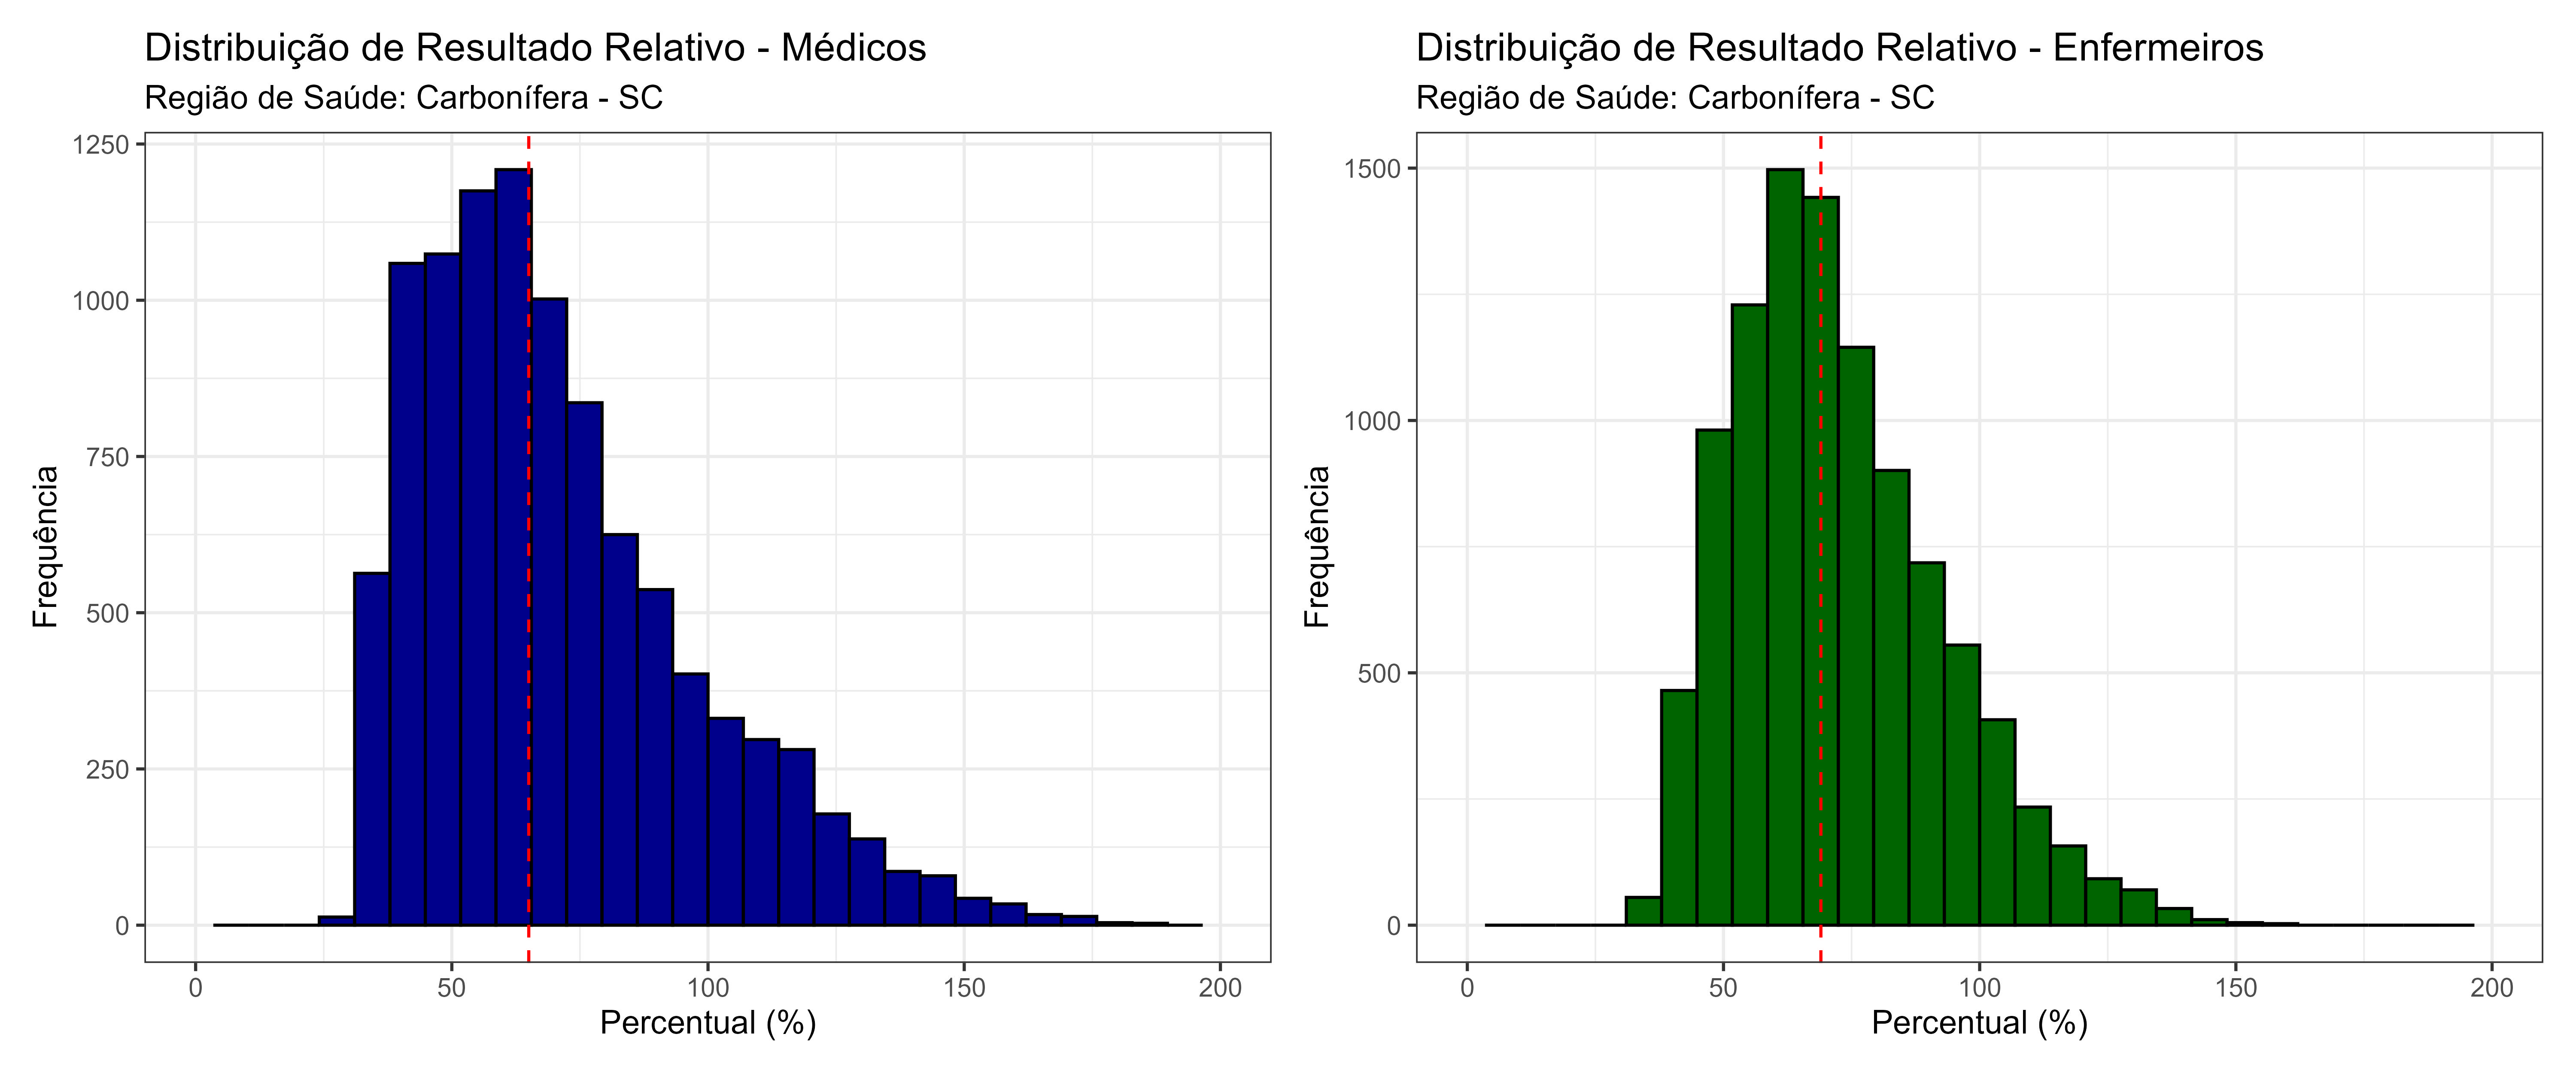 Distribuição de Resultado Relativo - Médicos
Região de Saúde: Carbonífera - SC
1250
1000
750
500
250
0
Frequência
0 50 100 150 200
Percentual (%)
Distribuição de Resultado Relativo - Enfermeiros
Região de Saúde: Carbonífera - SC
1500
1000
500
0
Frequência
0 50 100 150 200
Percentual (%)